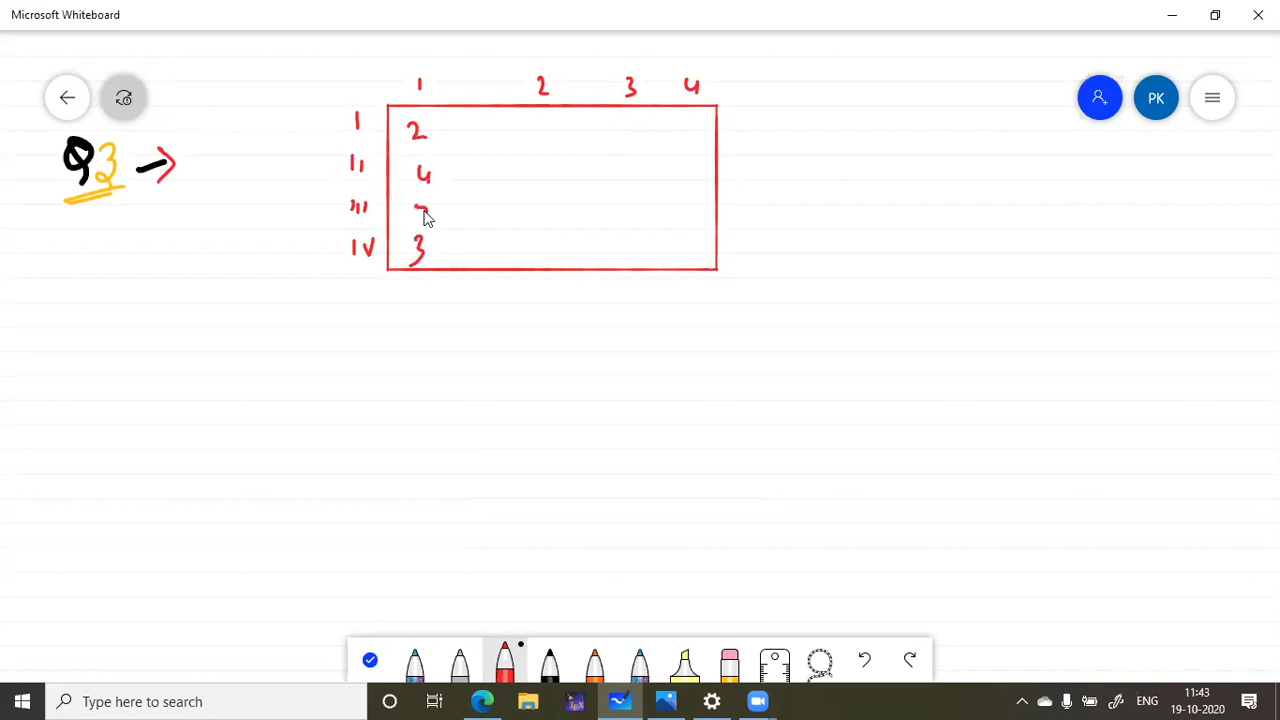 Microsoft Whiteboard
1 2 3 4
I 2
Q3 → II 4
III
IV 3
PK
Type here to search
ENG
11:43
19-10-2020